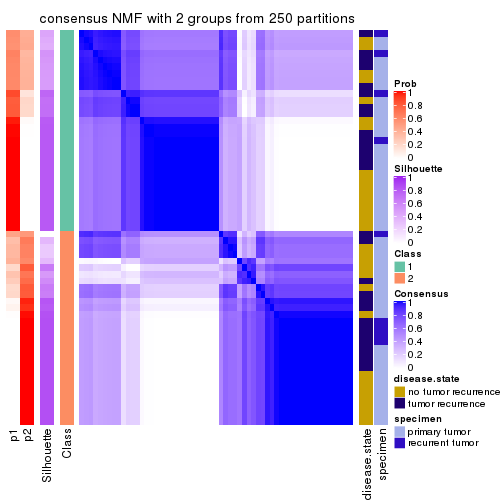 consensus NMF with 2 groups from 250 partitions
Prob
1
0.8
0.6
0.4
0.2
0
Silhouette
1
0.8
0.6
0.4
0.2
0
Class
1
2
Consensus
1
0.8
0.6
0.4
0.2
0
disease.state
no tumor recurrence
tumor recurrence
specimen
primary tumor
recurrent tumor
p1
p2
Silhouette
Class
disease.state
specimen